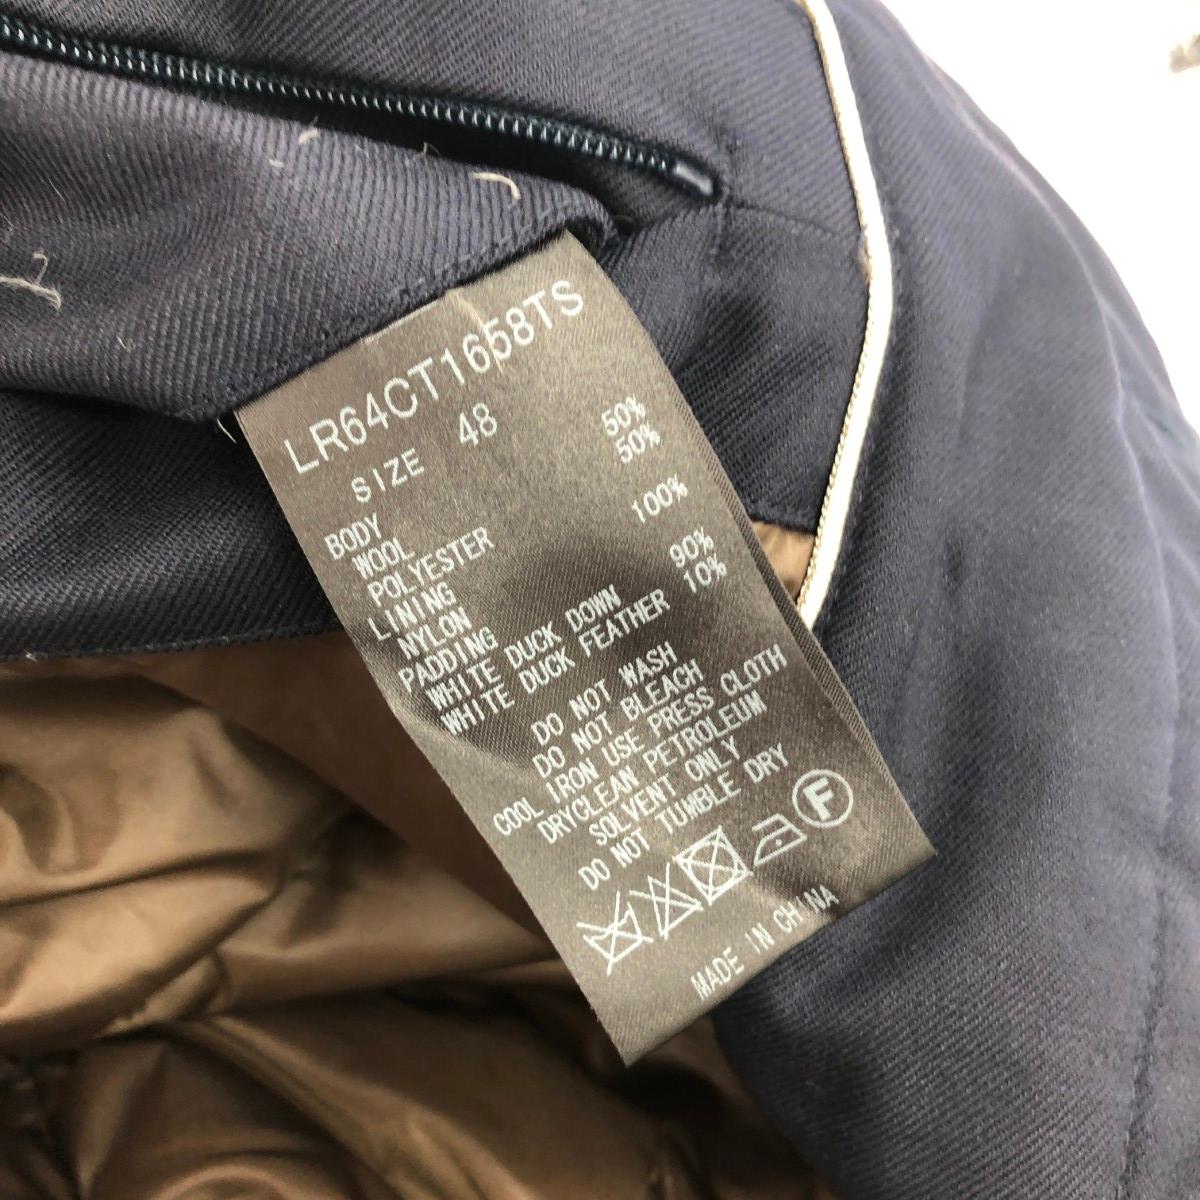 LR64CT1658TS
SIZE 48
BODY
WOOL 50%
POLYESTER 50%
LINING
NYLON 100%
PADDING
WHITE DUCK DOWN 90%
WHITE DUCK FEATHER 10%
DO NOT WASH
DO NOT BLEACH
COOL IRON USE PRESS CLOTH
DRYCLEAN PETROLEUM
SOLVENT ONLY
DO NOT TUMBLE DRY
F
MADE IN CHINA